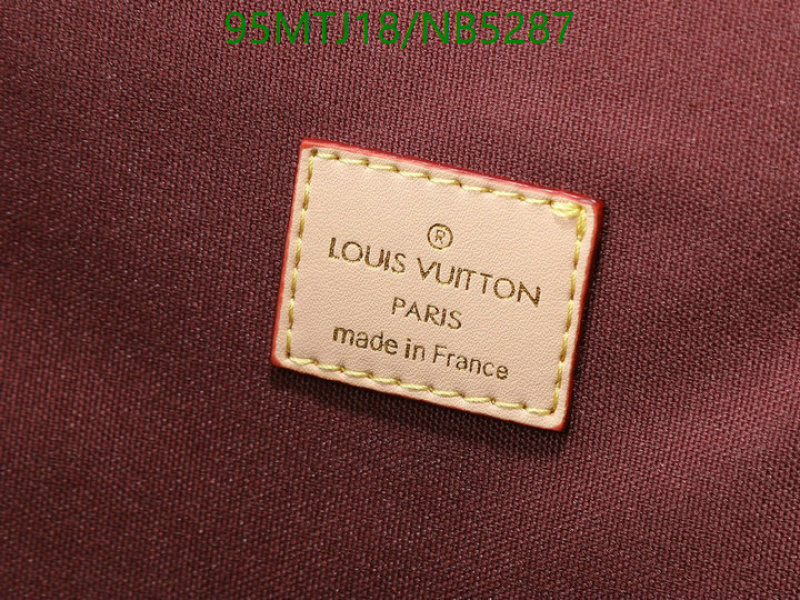 95MTJ18/NB5287
®
LOUIS VUITTON
PARIS
made in France